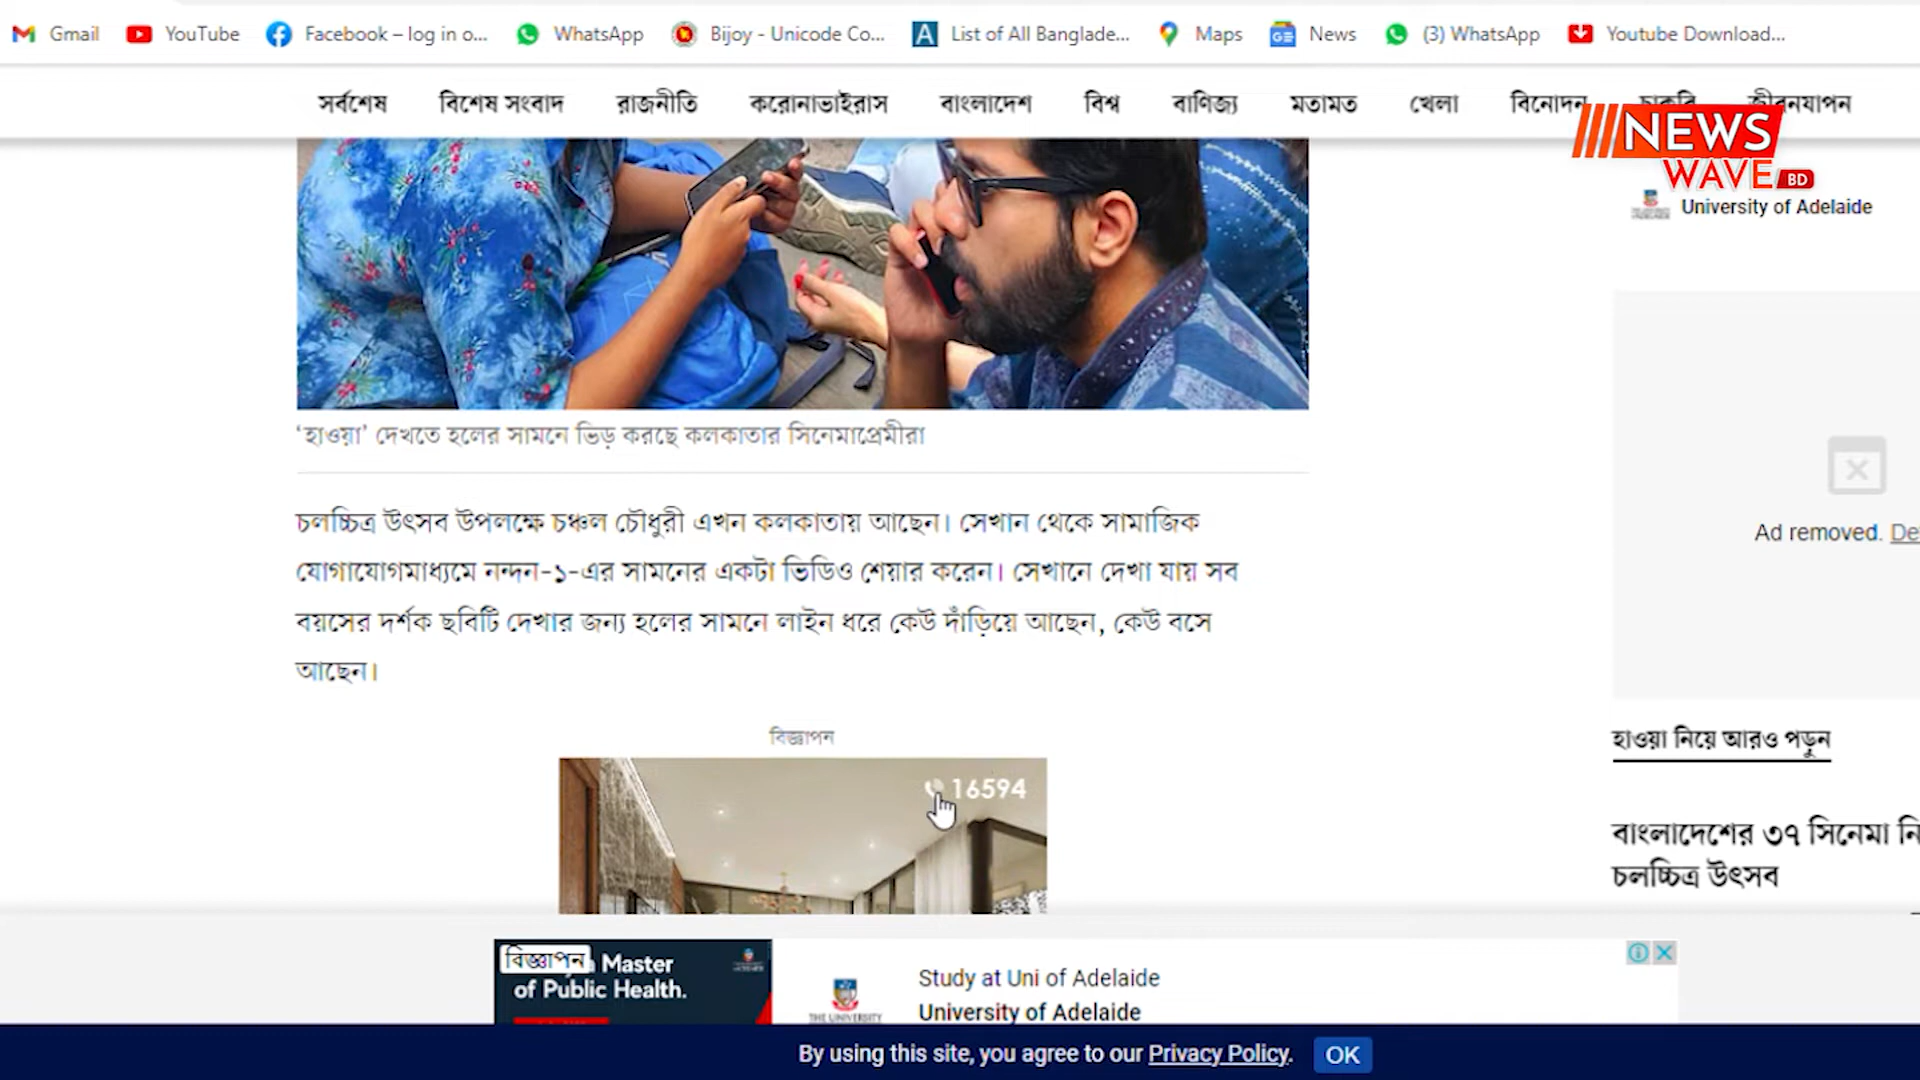 Gmail YouTube Facebook – log in o... WhatsApp Bijoy - Unicode Co... List of All Banglade... Maps News (3) WhatsApp Youtube Download...
সর্বশেষ বিশেষ সংবাদ রাজনীতি করোনাভাইরাস বাংলাদেশ বিশ্ব বাণিজ্য মতামত খেলা বিনোদন চাকরি জীবনযাপন
NEWS
WAVE BD
University of Adelaide
‘হাওয়া’ দেখতে হলের সামনে ভিড় করছে কলকাতার সিনেমাপ্রেমীরা
চলচ্চিত্র উৎসব উপলক্ষে চঞ্চল চৌধুরী এখন কলকাতায় আছেন। সেখান থেকে সামাজিক
যোগাযোগমাধ্যমে নন্দন-১-এর সামনের একটা ভিডিও শেয়ার করেন। সেখানে দেখা যায় সব
বয়সের দর্শক ছবিটি দেখার জন্য হলের সামনে লাইন ধরে কেউ দাঁড়িয়ে আছেন, কেউ বসে
আছেন।
Ad removed. De
হাওয়া নিয়ে আরও পড়ুন
বাংলাদেশের ৩৭ সিনেমা নি
চলচ্চিত্র উৎসব
বিজ্ঞাপন
16594
বিজ্ঞাপন
Master
of Public Health.
THE UNIVERSITY
Study at Uni of Adelaide
University of Adelaide
By using this site, you agree to our Privacy Policy. OK